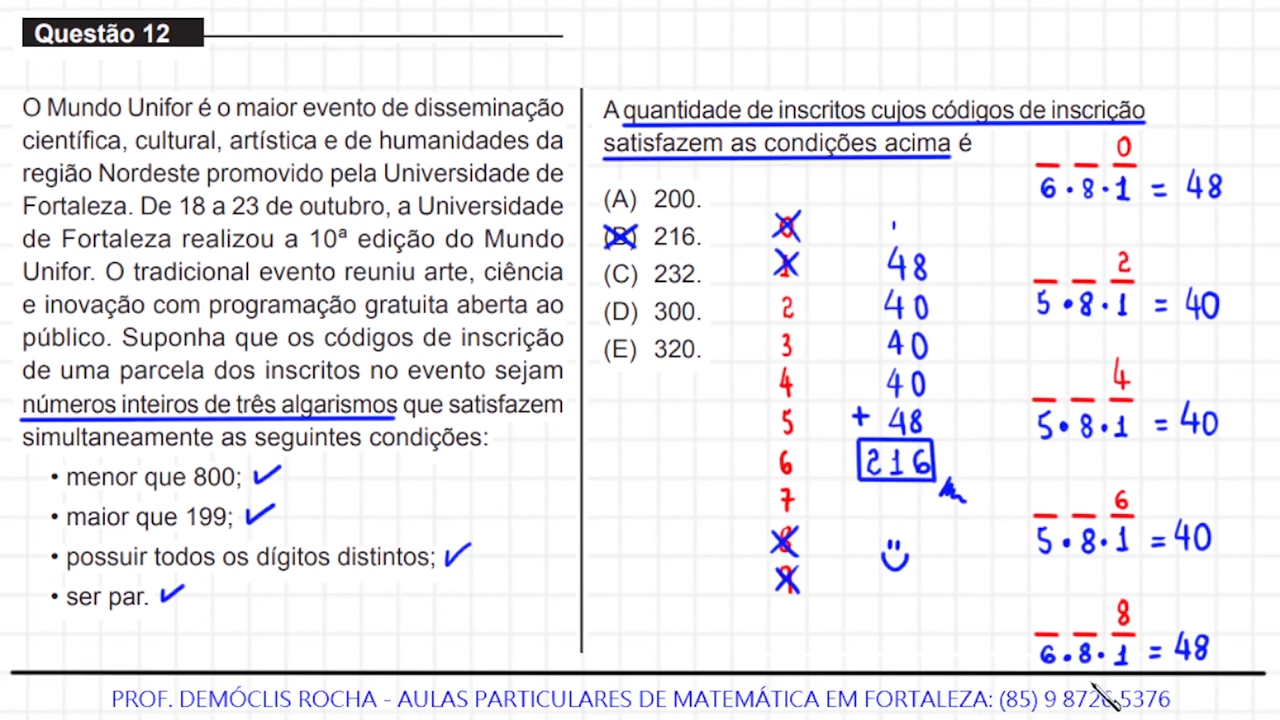 Questão 12
O Mundo Unifor é o maior evento de disseminação
científica, cultural, artística e de humanidades da
região Nordeste promovido pela Universidade de
Fortaleza. De 18 a 23 de outubro, a Universidade
de Fortaleza realizou a 10ª edição do Mundo
Unifor. O tradicional evento reuniu arte, ciência
e inovação com programação gratuita aberta ao
público. Suponha que os códigos de inscrição
de uma parcela dos inscritos no evento sejam
números inteiros de três algarismos que satisfazem
simultaneamente as seguintes condições:
• menor que 800;
• maior que 199;
• possuir todos os dígitos distintos;
• ser par.
A quantidade de inscritos cujos códigos de inscrição
satisfazem as condições acima é
(A) 200.
(B) 216.
(C) 232.
(D) 300.
(E) 320.
0
1
2
3
4
5
6
7
8
9
1
48
40
40
40
+ 48
216
0
6 · 8 · 1 = 48
2
5 · 8 · 1 = 40
4
5 · 8 · 1 = 40
6
5 · 8 · 1 = 40
8
6 · 8 · 1 = 48
PROF. DEMÓCLIS ROCHA - AULAS PARTICULARES DE MATEMÁTICA EM FORTALEZA: (85) 9 8726-5376